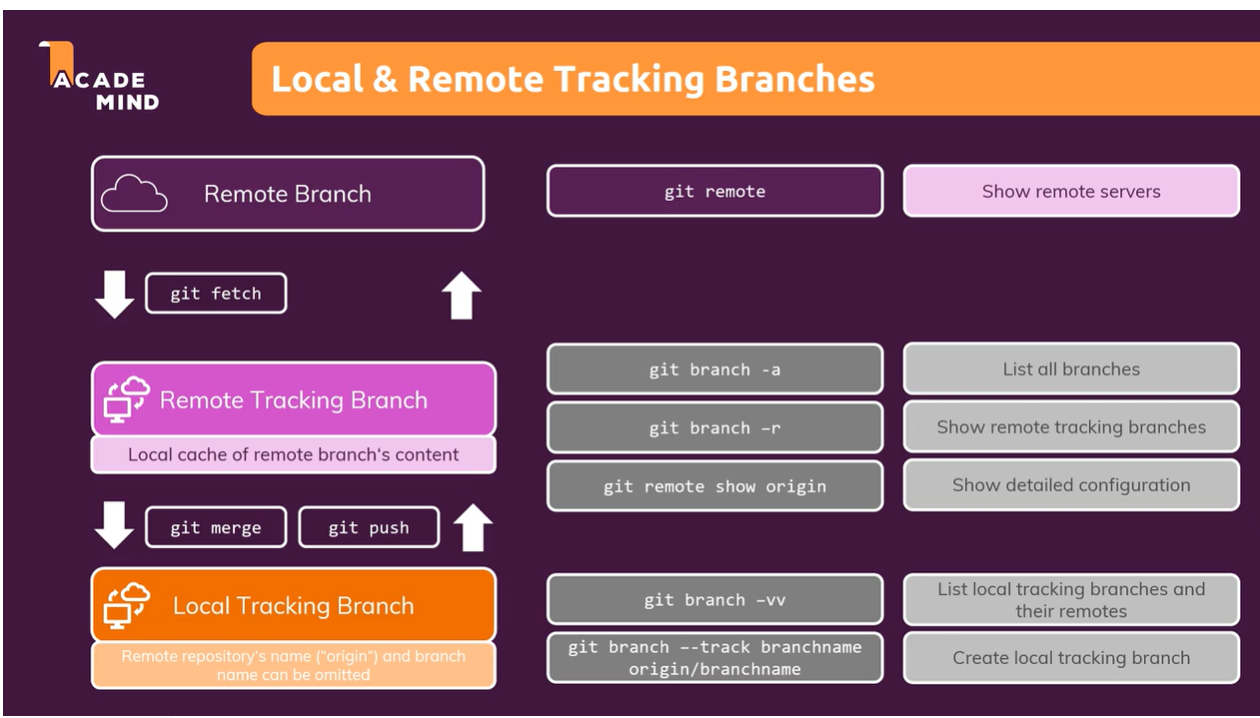 ACADE
MIND
Local & Remote Tracking Branches
Remote Branch
git remote
Show remote servers
git fetch
Remote Tracking Branch
Local cache of remote branch‘s content
git branch -a
List all branches
git branch –r
Show remote tracking branches
git remote show origin
Show detailed configuration
git merge
git push
Local Tracking Branch
Remote repository‘s name (“origin“) and branch
name can be omitted
git branch –vv
List local tracking branches and
their remotes
git branch –-track branchname
origin/branchname
Create local tracking branch